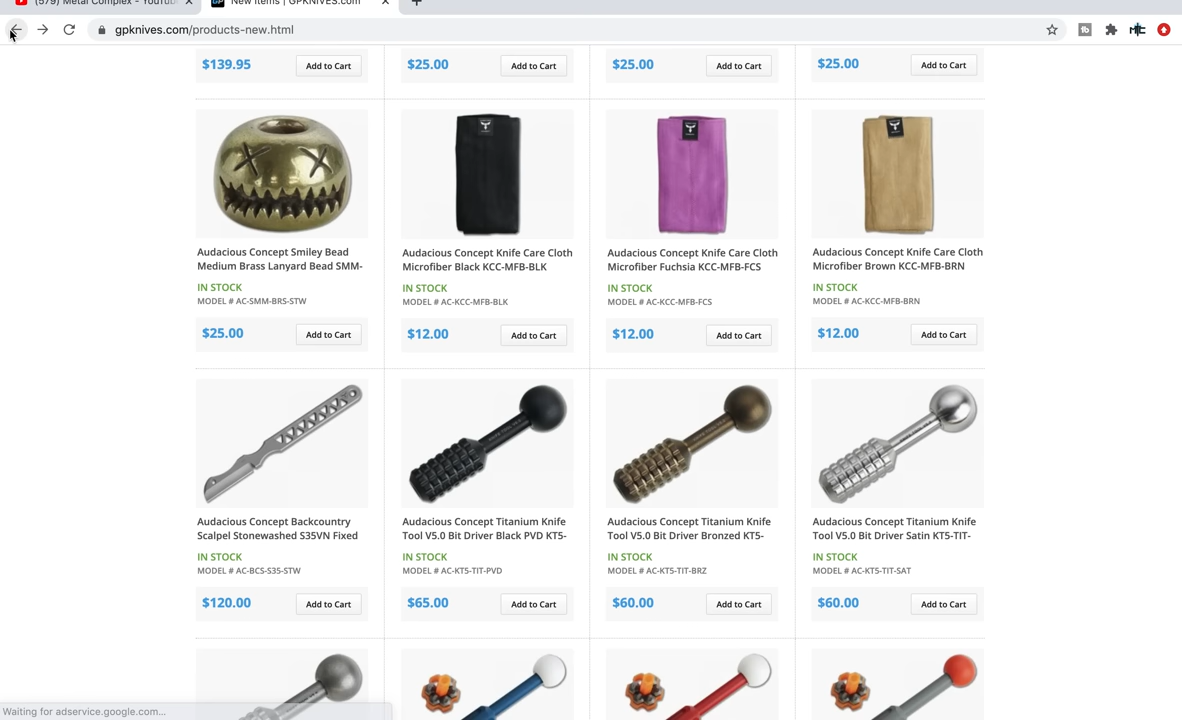 (579) Metal Complex - YouTub
New Items | GPKNIVES.com
gpknives.com/products-new.html
$139.95 Add to Cart $25.00 Add to Cart $25.00 Add to Cart $25.00 Add to Cart
Audacious Concept Smiley Bead
Medium Brass Lanyard Bead SMM-
IN STOCK
MODEL # AC-SMM-BRS-STW
$25.00 Add to Cart
Audacious Concept Knife Care Cloth
Microfiber Black KCC-MFB-BLK
IN STOCK
MODEL # AC-KCC-MFB-BLK
$12.00 Add to Cart
Audacious Concept Knife Care Cloth
Microfiber Fuchsia KCC-MFB-FCS
IN STOCK
MODEL # AC-KCC-MFB-FCS
$12.00 Add to Cart
Audacious Concept Knife Care Cloth
Microfiber Brown KCC-MFB-BRN
IN STOCK
MODEL # AC-KCC-MFB-BRN
$12.00 Add to Cart
Audacious Concept Backcountry
Scalpel Stonewashed S35VN Fixed
IN STOCK
MODEL # AC-BCS-S35-STW
$120.00 Add to Cart
Audacious Concept Titanium Knife
Tool V5.0 Bit Driver Black PVD KT5-
IN STOCK
MODEL # AC-KT5-TIT-PVD
$65.00 Add to Cart
Audacious Concept Titanium Knife
Tool V5.0 Bit Driver Bronzed KT5-
IN STOCK
MODEL # AC-KT5-TIT-BRZ
$60.00 Add to Cart
Audacious Concept Titanium Knife
Tool V5.0 Bit Driver Satin KT5-TIT-
IN STOCK
MODEL # AC-KT5-TIT-SAT
$60.00 Add to Cart
Waiting for adservice.google.com...